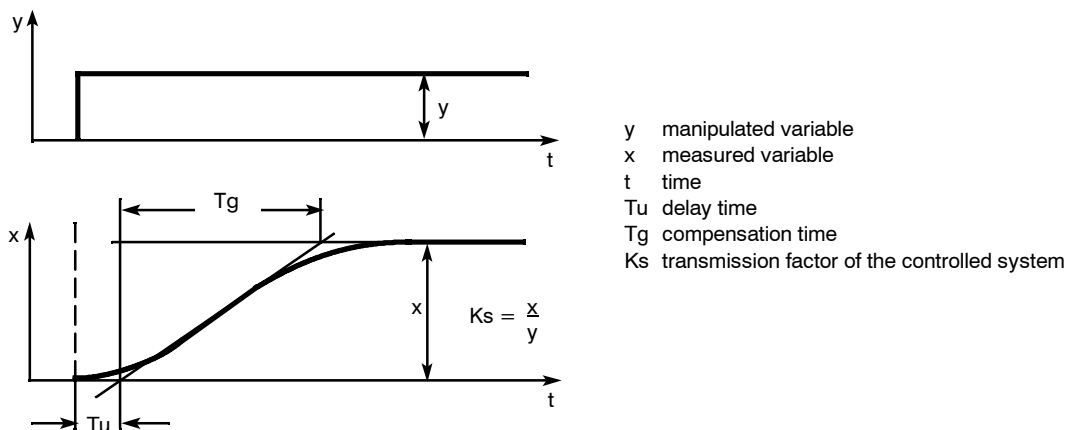 y
y
t
y manipulated variable
x measured variable
t time
Tu delay time
Tg compensation time
Ks transmission factor of the controlled system
Tg
x
x
Ks = x/y
t
Tu